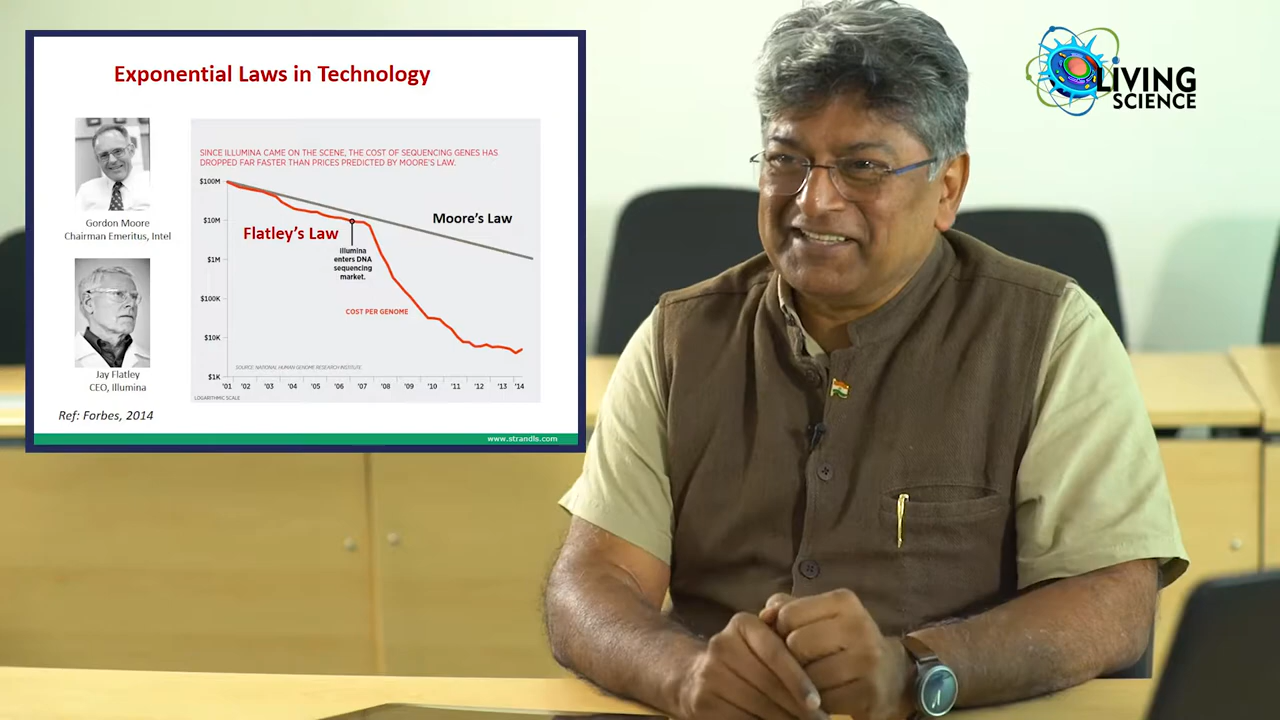 Exponential Laws in Technology
Gordon Moore
Chairman Emeritus, Intel
Jay Flatley
CEO, Illumina
Ref: Forbes, 2014
SINCE ILLUMINA CAME ON THE SCENE, THE COST OF SEQUENCING GENES HAS
DROPPED FAR FASTER THAN PRICES PREDICTED BY MOORE'S LAW.
$100M
$10M
$1M
$100K
$10K
$1K
Moore's Law
Flatley's Law
Illumina
enters DNA
sequencing
market.
COST PER GENOME
SOURCE: NATIONAL HUMAN GENOME RESEARCH INSTITUTE
'01 '02 '03 '04 '05 '06 '07 '08 '09 '10 '11 '12 '13 '14
LOGARITHMIC SCALE
www.strandls.com
LIVING
SCIENCE